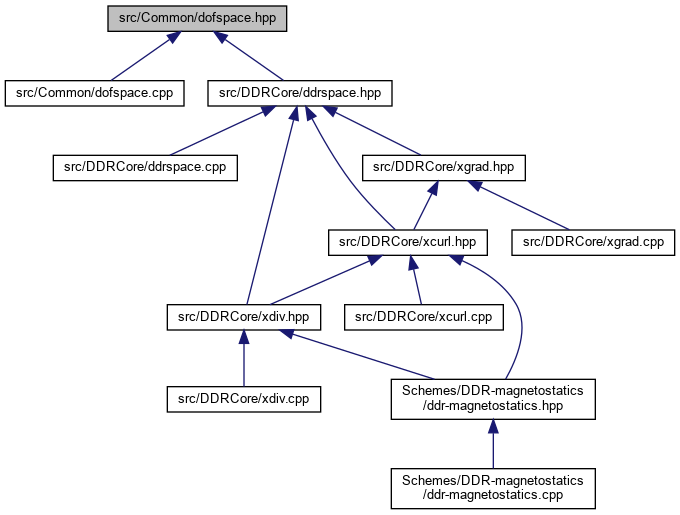 src/Common/dofspace.hpp
src/Common/dofspace.cpp
src/DDRCore/ddrspace.hpp
src/DDRCore/ddrspace.cpp
src/DDRCore/xgrad.hpp
src/DDRCore/xcurl.hpp
src/DDRCore/xgrad.cpp
src/DDRCore/xdiv.hpp
src/DDRCore/xcurl.cpp
src/DDRCore/xdiv.cpp
Schemes/DDR-magnetostatics
/ddr-magnetostatics.hpp
Schemes/DDR-magnetostatics
/ddr-magnetostatics.cpp